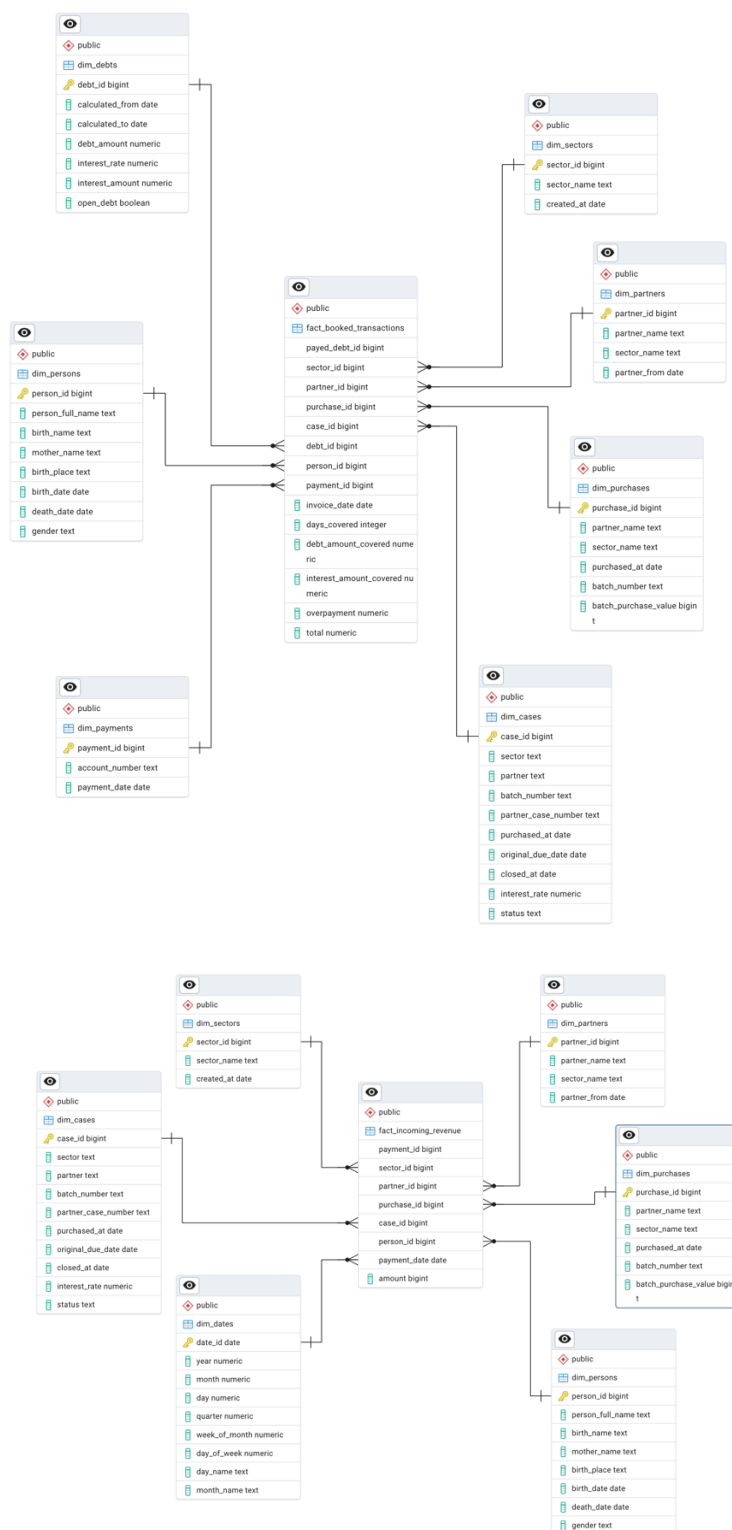 public
dim_debts
debt_id bigint
calculated_from date
calculated_to date
debt_amount numeric
interest_rate numeric
interest_amount numeric
open_debt boolean
public
dim_sectors
sector_id bigint
sector_name text
created_at date
public
dim_partners
partner_id bigint
partner_name text
sector_name text
partner_from date
public
fact_booked_transactions
payed_debt_id bigint
sector_id bigint
partner_id bigint
purchase_id bigint
case_id bigint
debt_id bigint
person_id bigint
payment_id bigint
invoice_date date
days_covered integer
debt_amount_covered nume
ric
interest_amount_covered nu
meric
overpayment numeric
total numeric
public
dim_persons
person_id bigint
person_full_name text
birth_name text
mother_name text
birth_place text
birth_date date
death_date date
gender text
public
dim_purchases
purchase_id bigint
partner_name text
sector_name text
purchased_at date
batch_number text
batch_purchase_value bigin
t
public
dim_payments
payment_id bigint
account_number text
payment_date date
public
dim_cases
case_id bigint
sector text
partner text
batch_number text
partner_case_number text
purchased_at date
original_due_date date
closed_at date
interest_rate numeric
status text
public
dim_sectors
sector_id bigint
sector_name text
created_at date
public
dim_partners
partner_id bigint
partner_name text
sector_name text
partner_from date
public
dim_cases
case_id bigint
sector text
partner text
batch_number text
partner_case_number text
purchased_at date
original_due_date date
closed_at date
interest_rate numeric
status text
public
fact_incoming_revenue
payment_id bigint
sector_id bigint
partner_id bigint
purchase_id bigint
case_id bigint
person_id bigint
payment_date date
amount bigint
public
dim_purchases
purchase_id bigint
partner_name text
sector_name text
purchased_at date
batch_number text
batch_purchase_value bigin
t
public
dim_dates
date_id date
year numeric
month numeric
day numeric
quarter numeric
week_of_month numeric
day_of_week numeric
day_name text
month_name text
public
dim_persons
person_id bigint
person_full_name text
birth_name text
mother_name text
birth_place text
birth_date date
death_date date
gender text